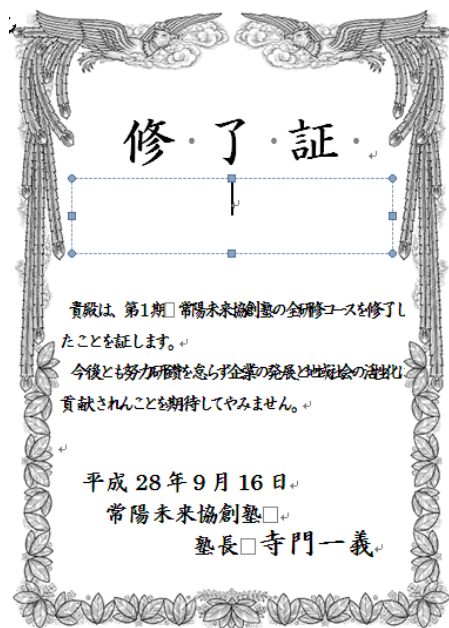 修・了・証・
貴殿は、第1期□常陽未来協創塾の全研修コースを修了し
たことを証します。
今後とも努力研鑽を怠らず企業の発展と地域社会の活性化に
貢献されんことを期待してやみません。
平成 28 年 9 月 16 日
常陽未来協創塾□
塾長□寺門一義